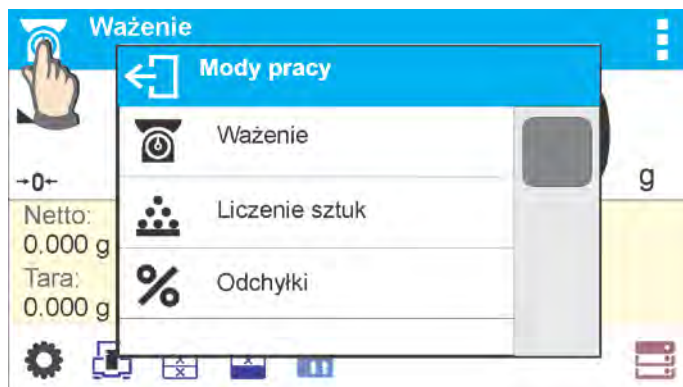 Ważenie
Mody pracy
Ważenie
Liczenie sztuk
Odchyłki
→0←
g
Netto:
0.000 g
Tara:
0.000 g